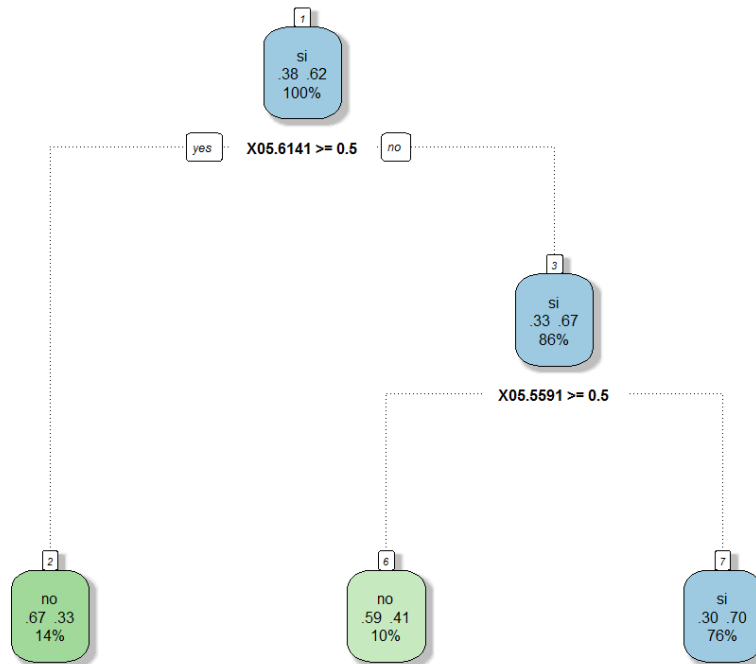 1
si
.38 .62
100%
yes X05.6141 >= 0.5 no
3
si
.33 .67
86%
X05.5591 >= 0.5
2
no
.67 .33
14%
6
no
.59 .41
10%
7
si
.30 .70
76%